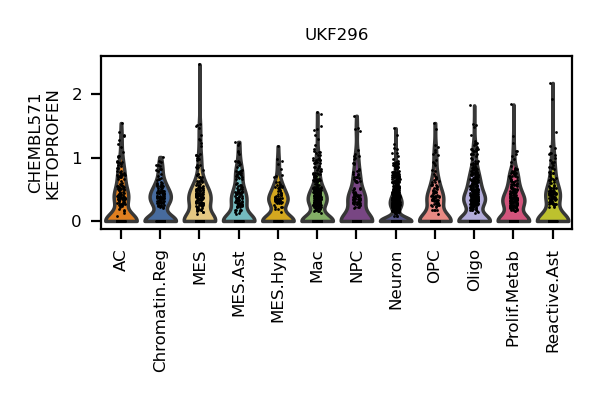 UKF296
CHEMBL571
KETOPROFEN
2
1
0
AC
Chromatin.Reg
MES
MES.Ast
MES.Hyp
Mac
NPC
Neuron
OPC
Oligo
Prolif.Metab
Reactive.Ast